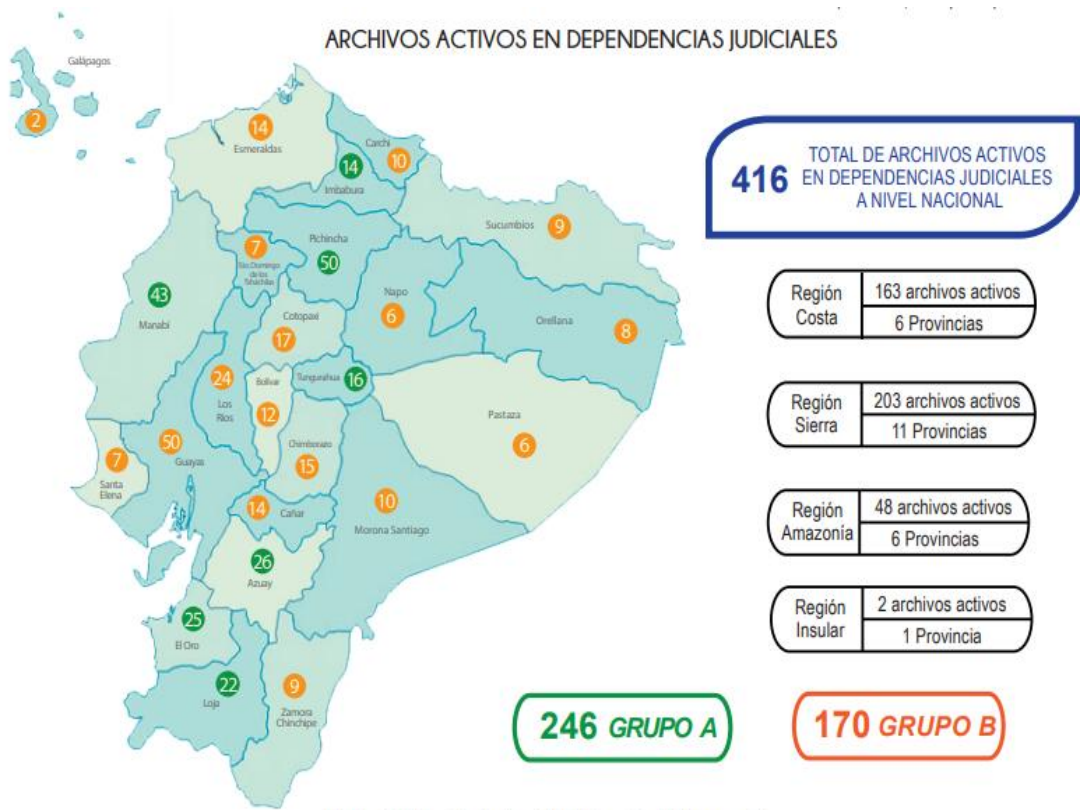 ARCHIVOS ACTIVOS EN DEPENDENCIAS JUDICIALES
Galápagos
2
14
Esmeraldas
Carchi
10
14
Imbabura
Sucumbios
9
Pichincha
50
7
Sto. Domingo
de los
Tsháchilas
43
Manabí
Napo
6
Orellana
8
Cotopaxi
17
Tungurahua
16
24
Los
Ríos
Bolívar
12
Pastaza
6
Chimborazo
15
50
Guayas
7
Santa
Elena
14
Cañar
10
Morona Santiago
26
Azuay
25
El Oro
22
Loja
9
Zamora
Chinchipe
416
TOTAL DE ARCHIVOS ACTIVOS
EN DEPENDENCIAS JUDICIALES
A NIVEL NACIONAL
Región
Costa
163 archivos activos
6 Provincias
Región
Sierra
203 archivos activos
11 Provincias
Región
Amazonía
48 archivos activos
6 Provincias
Región
Insular
2 archivos activos
1 Provincia
246 GRUPO A
170 GRUPO B